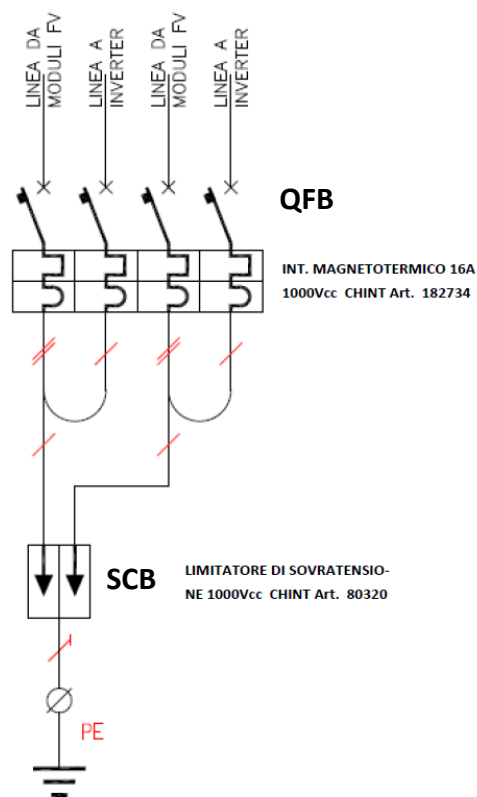 LINEA DA
MODULI FV
LINEA A
INVERTER
LINEA DA
MODULI FV
LINEA A
INVERTER
QFB
INT. MAGNETOTERMICO 16A
1000Vcc CHINT Art. 182734
SCB
LIMITATORE DI SOVRATENSIO-
NE 1000Vcc CHINT Art. 80320
PE